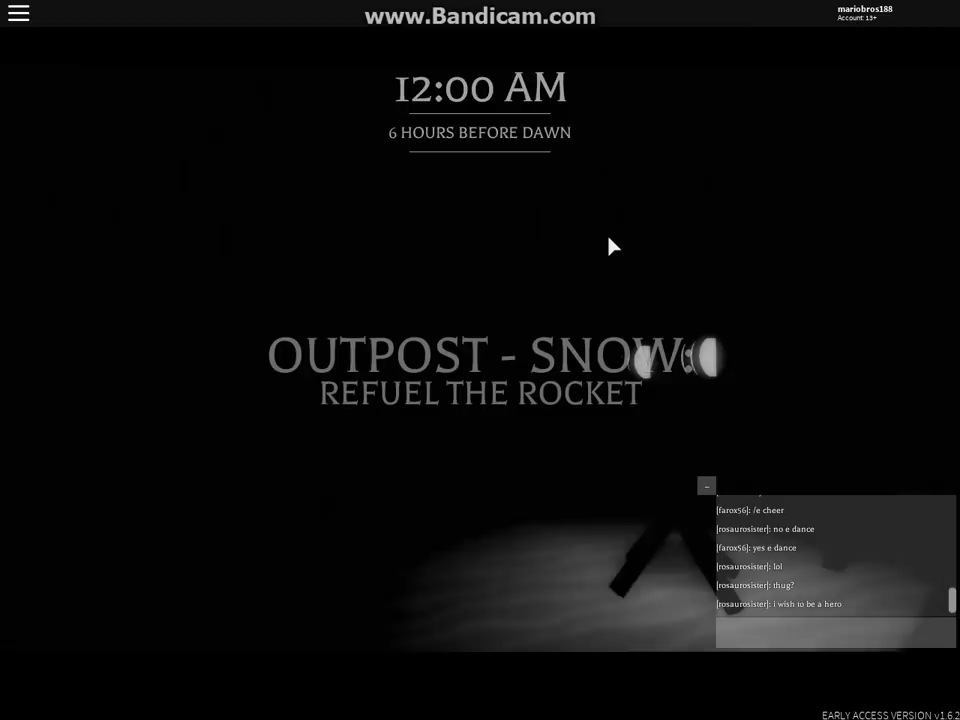 www.Bandicam.com
mariobros188
Account: 13+
12:00 AM
6 HOURS BEFORE DAWN
OUTPOST - SNOW
REFUEL THE ROCKET
[farox56]: /e cheer
[rosaurosister]: no e dance
[farox56]: yes e dance
[rosaurosister]: lol
[rosaurosister]: thug?
[rosaurosister]: i wish to be a hero
EARLY ACCESS VERSION v1.6.2